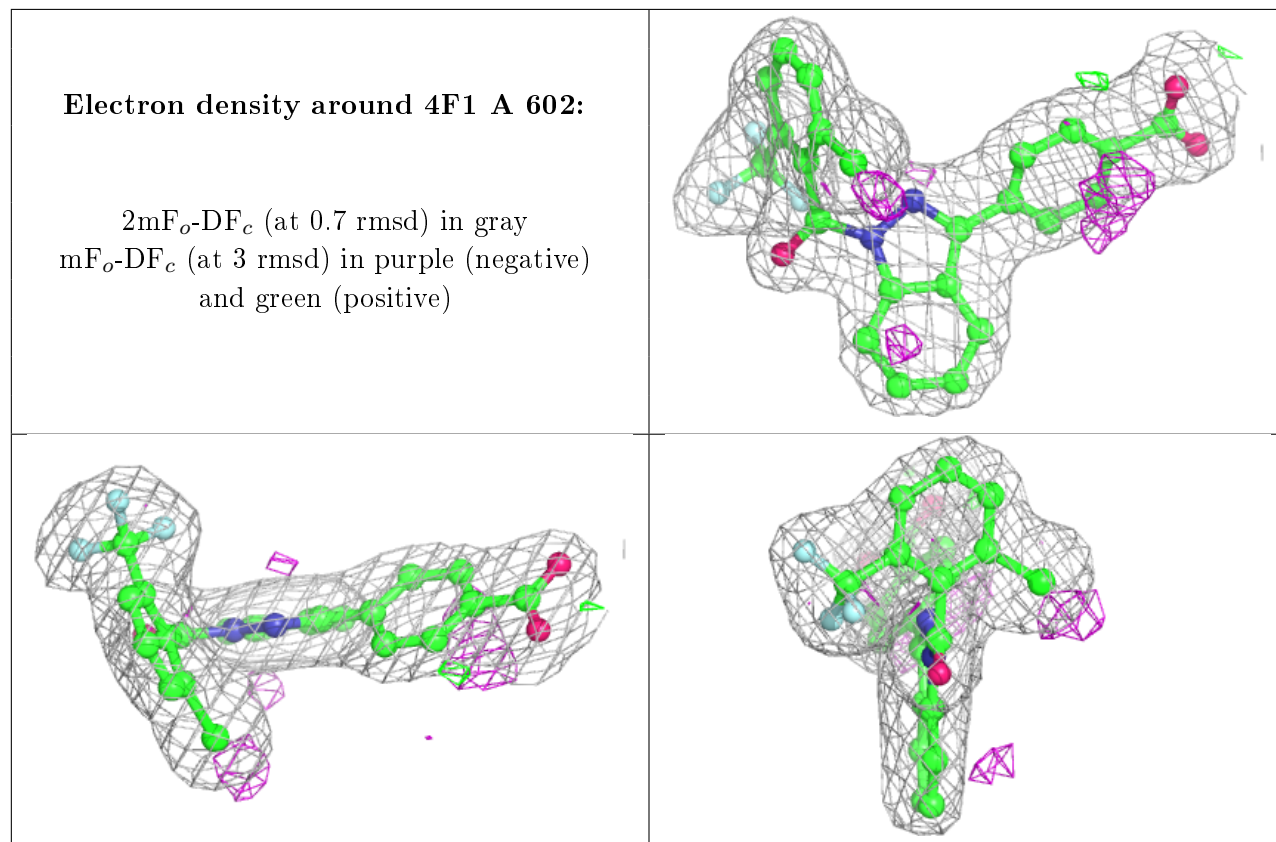 Electron density around 4F1 A 602:
2mFo-DFc (at 0.7 rmsd) in gray
mFo-DFc (at 3 rmsd) in purple (negative)
and green (positive)